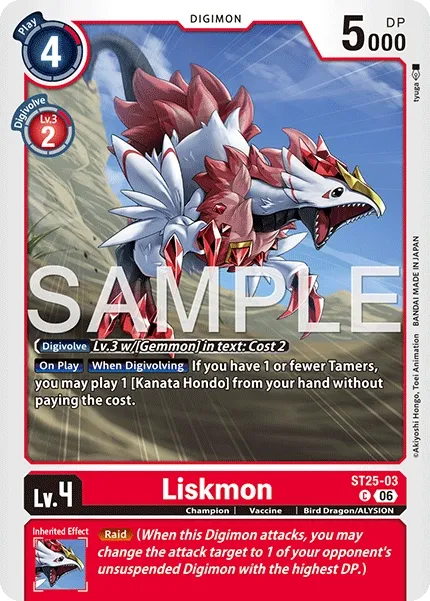 DIGIMON
Play
4
5000
DP
Digivolve
Lv.3
2
tyuga
SAMPLE
©Akiyoshi Hongo, Toei Animation BANDAI MADE IN JAPAN
Digivolve Lv.3 w/[Gemmon] in text: Cost 2
On Play When Digivolving If you have 1 or fewer Tamers,
you may play 1 [Kanata Hondo] from your hand without
paying the cost.
Lv.4
Liskmon
ST25-03
C 06
Champion | Vaccine | Bird Dragon/ALYSION
Inherited Effect
Raid (When this Digimon attacks, you may
change the attack target to 1 of your opponent's
unsuspended Digimon with the highest DP.)